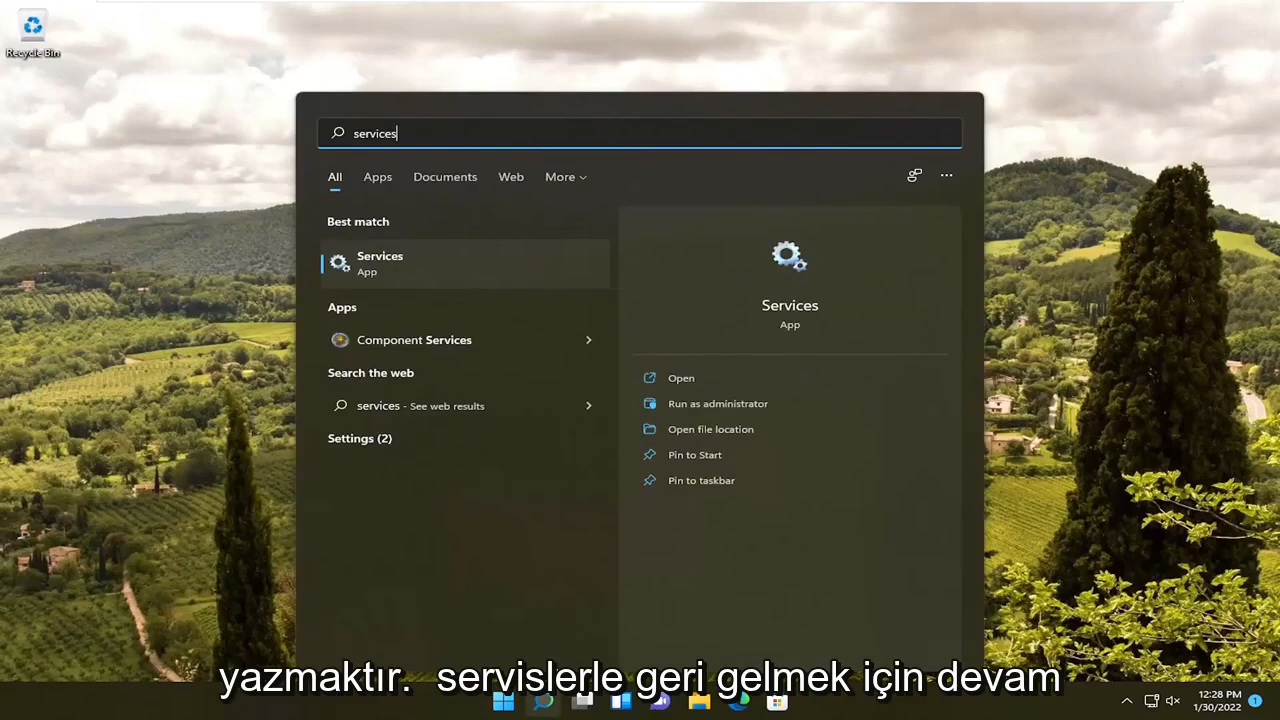 Recycle Bin
services
All Apps Documents Web More
Best match
Services
App
Services
App
Apps
Component Services
Search the web
services - See web results
Settings (2)
Open
Run as administrator
Open file location
Pin to Start
Pin to taskbar
yazmaktır. servislerle geri gelmek için devam
12:28 PM
1/30/2022
1